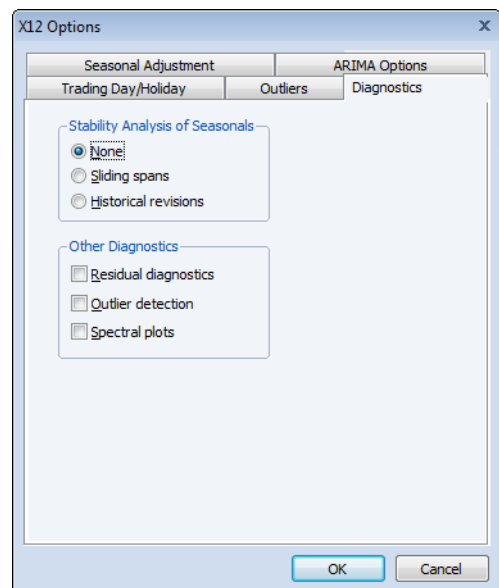 X12 Options
x
Seasonal Adjustment
ARIMA Options
Trading Day/Holiday
Outliers
Diagnostics
Stability Analysis of Seasonals
None
Sliding spans
Historical revisions
Other Diagnostics
Residual diagnostics
Outlier detection
Spectral plots
OK
Cancel